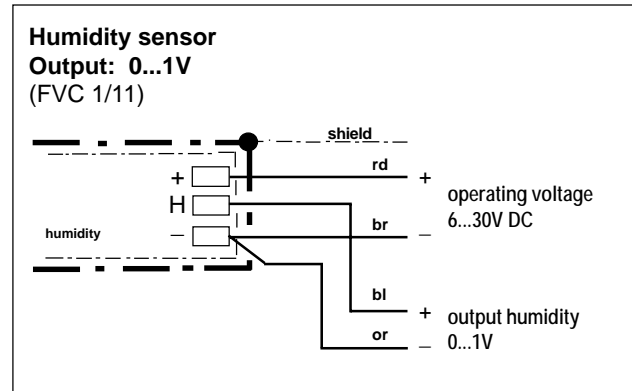 Humidity sensor
Output: 0...1V
(FVC 1/11)
shield
rd
+ +
operating voltage
6...30V DC
H
br
humidity
– –
bl
+
output humidity
0...1V
or
–